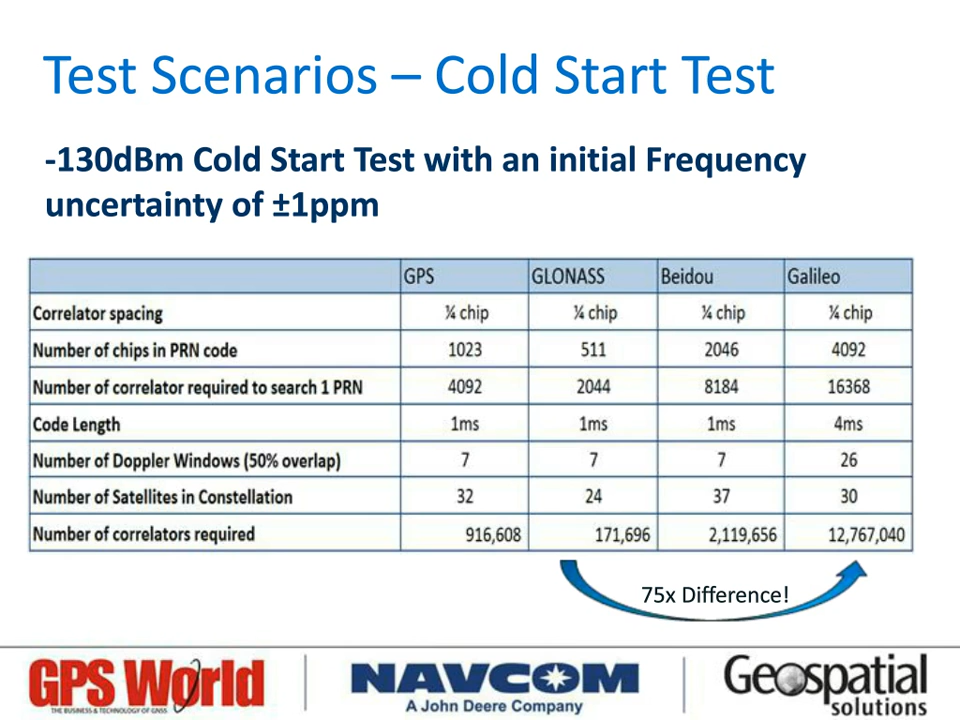 Test Scenarios – Cold Start Test
-130dBm Cold Start Test with an initial Frequency
uncertainty of ±1ppm
GPS GLONASS Beidou Galileo
Correlator spacing ¼ chip ¼ chip ¼ chip ¼ chip
Number of chips in PRN code 1023 511 2046 4092
Number of correlator required to search 1 PRN 4092 2044 8184 16368
Code Length 1ms 1ms 1ms 4ms
Number of Doppler Windows (50% overlap) 7 7 7 26
Number of Satellites in Constellation 32 24 37 30
Number of correlators required 916,608 171,696 2,119,656 12,767,040
75x Difference!
GPS World
THE BUSINESS & TECHNOLOGY OF GNSS
NAVCOM
A John Deere Company
Geospatial
solutions